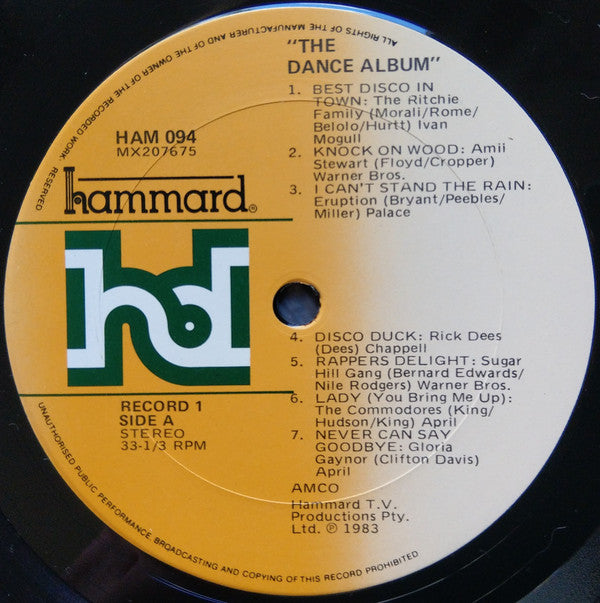 "THE
DANCE ALBUM"
1. BEST DISCO IN
TOWN: The Ritchie
Family (Morali/Rome/
Belolo/Hurtt) Ivan
Mogull
2. KNOCK ON WOOD: Amii
Stewart (Floyd/Cropper)
Warner Bros.
3. I CAN'T STAND THE RAIN:
Eruption (Bryant/Peebles/
Miller) Palace
HAM 094
MX207675
hammard®
hd
4. DISCO DUCK: Rick Dees
(Dees) Chappell
5. RAPPERS DELIGHT: Sugar
Hill Gang (Bernard Edwards/
Nile Rodgers) Warner Bros.
6. LADY (You Bring Me Up):
The Commodores (King/
Hudson/King) April
7. NEVER CAN SAY
GOODBYE: Gloria
Gaynor (Clifton Davis)
April
RECORD 1
SIDE A
STEREO
33-1/3 RPM
AMCO
Hammard T.V.
Productions Pty.
Ltd. ℗ 1983
ALL RIGHTS OF THE MANUFACTURER AND OF THE OWNER OF THE RECORDED WORK RESERVED
UNAUTHORISED PUBLIC PERFORMANCE BROADCASTING AND COPYING OF THIS RECORD PROHIBITED